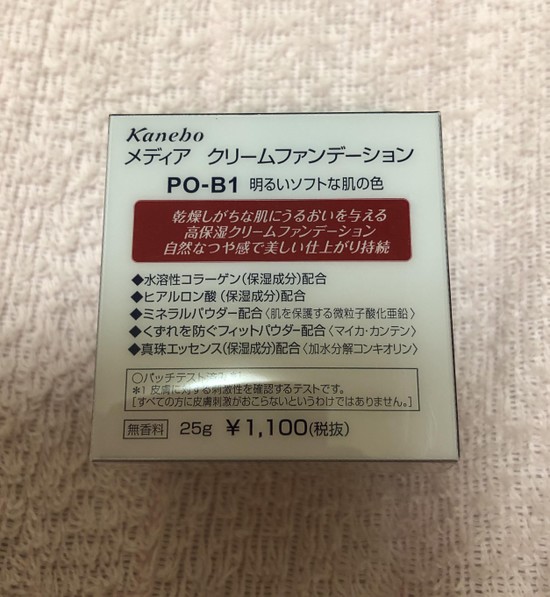 Kanebo
メディア クリームファンデーション
PO-B1 明るいソフトな肌の色
乾燥しがちな肌にうるおいを与える
高保湿クリームファンデーション
自然なつや感で美しい仕上がり持続
◆水溶性コラーゲン(保湿成分)配合
◆ヒアルロン酸(保湿成分)配合
◆ミネラルパウダー配合〈肌を保護する微粒子酸化亜鉛〉
◆くずれを防ぐフィットパウダー配合〈マイカ・カンテン〉
◆真珠エッセンス(保湿成分)配合〈加水分解コンキオリン〉
○パッチテスト済み*1
*1 皮膚に対する刺激性を確認するテストです。
[すべての方に皮膚刺激がおこらないというわけではありません。]
無香料 25g ¥1,100(税抜)